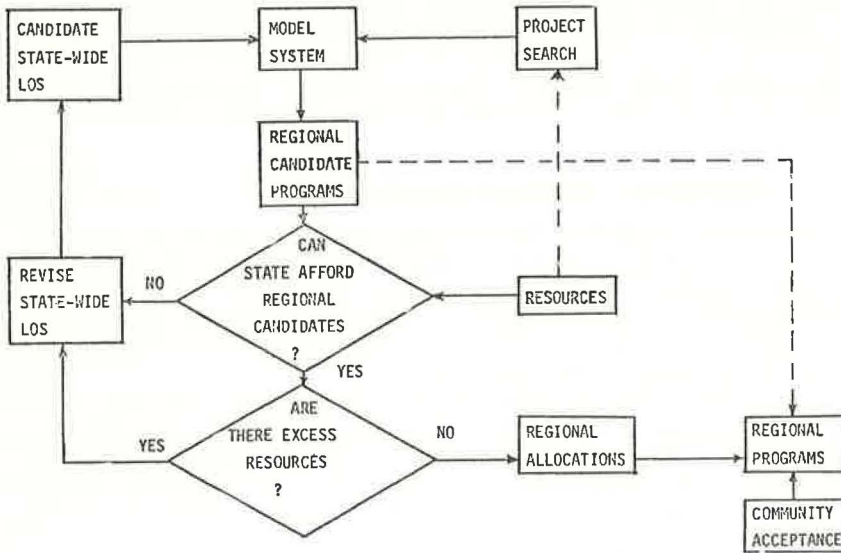 CANDIDATE
STATE-WIDE
LOS
MODEL
SYSTEM
PROJECT
SEARCH
REGIONAL
CANDIDATE
PROGRAMS
REVISE
STATE-WIDE
LOS
NO
CAN
STATE AFFORD
REGIONAL
CANDIDATES
?
RESOURCES
YES
YES
ARE
THERE EXCESS
RESOURCES
?
NO
REGIONAL
ALLOCATIONS
REGIONAL
PROGRAMS
COMMUNITY
ACCEPTANCE